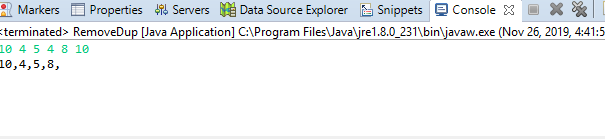 Markers Properties Servers Data Source Explorer Snippets Console
<terminated> RemoveDup [Java Application] C:\Program Files\Java\jre1.8.0_231\bin\javaw.exe (Nov 26, 2019, 4:41:5
10 4 5 4 8 10
10,4,5,8,